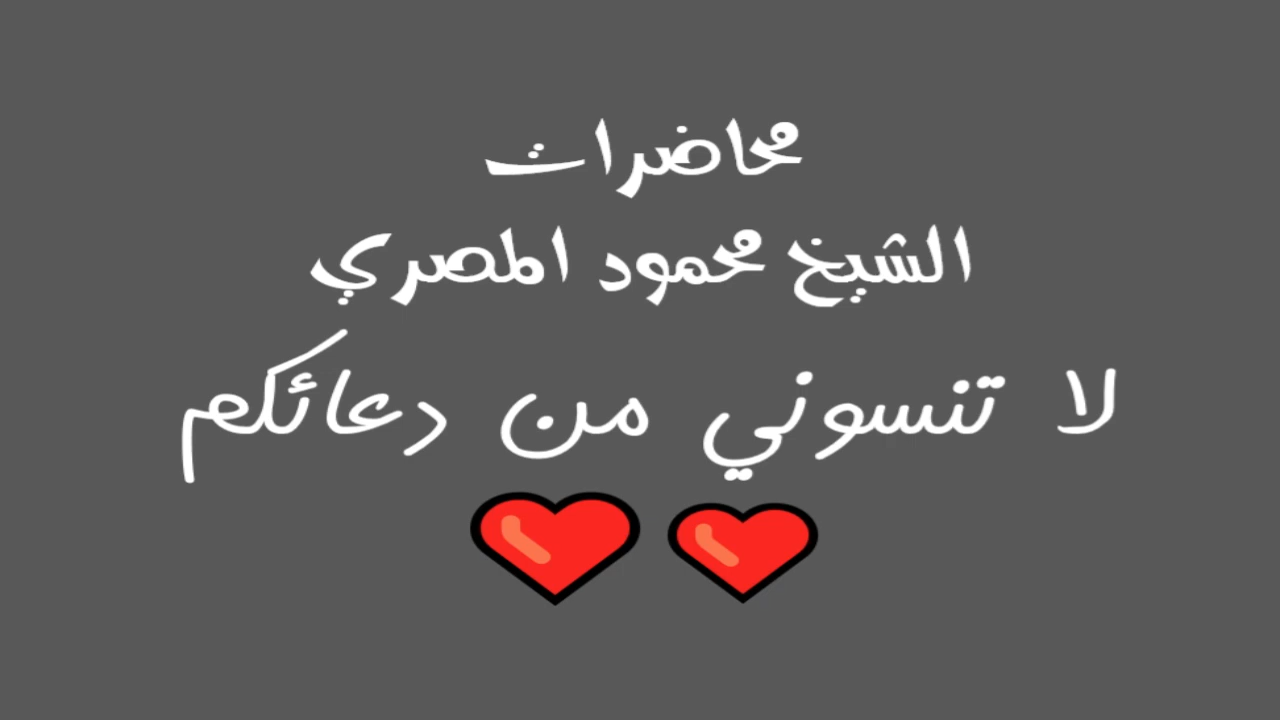 محاضرات
الشيخ محمود المصري
لا تنسوني من دعائكم